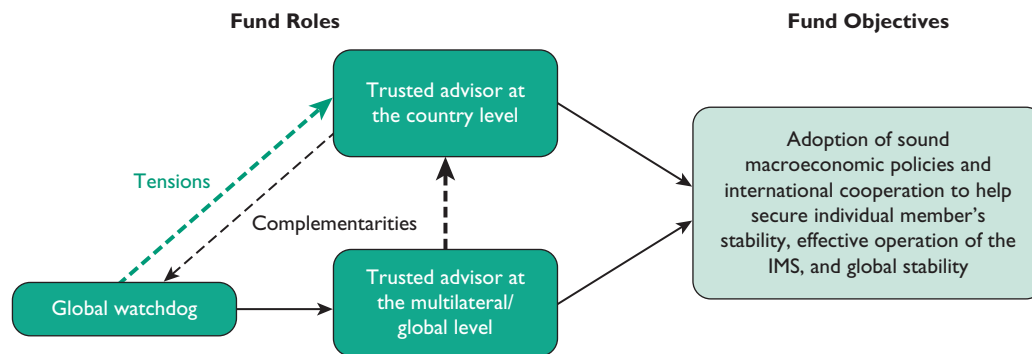 Fund Roles
Fund Objectives
Trusted advisor at
the country level
Tensions
Complementarities
Global watchdog
Trusted advisor at
the multilateral/
global level
Adoption of sound
macroeconomic policies and
international cooperation to help
secure individual member’s
stability, effective operation of the
IMS, and global stability